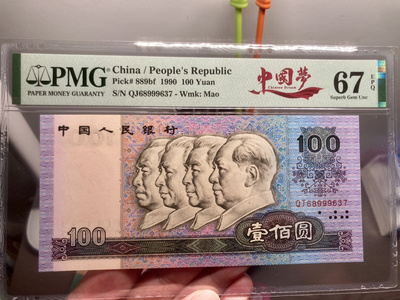 PMG
PAPER MONEY GUARANTY
China / People's Republic
Pick# 889bf 1990 100 Yuan
S/N QJ68999637 - Wmk: Mao
中国夢
Chinese Dream
67 EPQ
Superb Gem Unc
中国人民银行
100
QJ68999637
100
壹佰圆